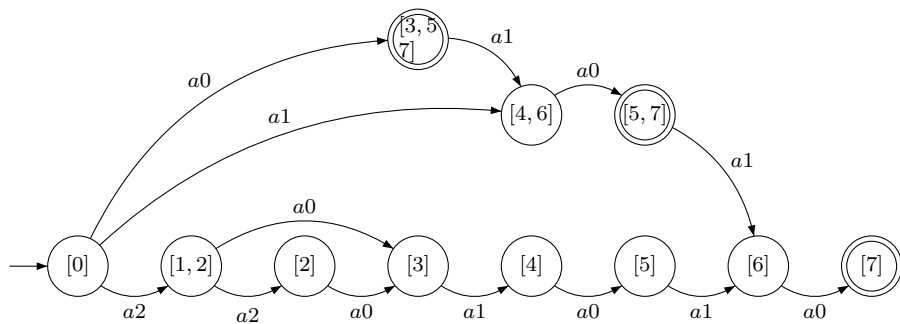 [3, 5
7]
a1
a0
a0
[4, 6]
[5, 7]
a1
a1
a0
[0]
[1, 2]
[2]
[3]
[4]
[5]
[6]
[7]
a2
a2
a0
a1
a0
a1
a0